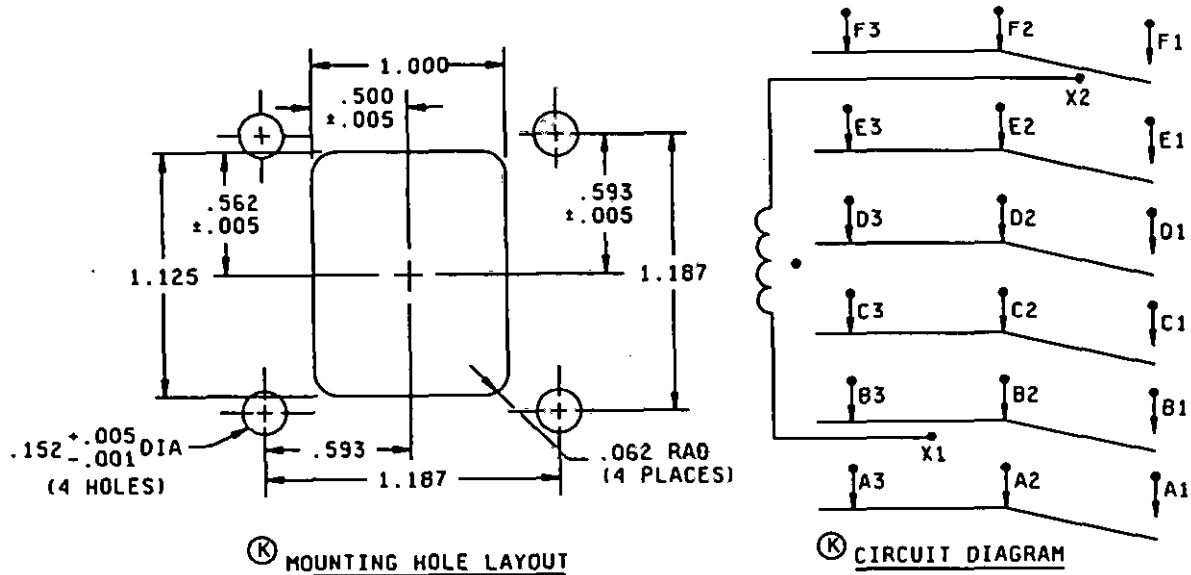 1.000
.500
±.005
.562
±.005
1.125
.593
±.005
1.187
.152 +.005 -.001 DIA
(4 HOLES)
.593
1.187
.062 RAD
(4 PLACES)
Ⓚ MOUNTING HOLE LAYOUT
F3 F2 F1
X2
E3 E2 E1
D3 D2 D1
C3 C2 C1
B3 B2 B1
X1
A3 A2 A1
Ⓚ CIRCUIT DIAGRAM